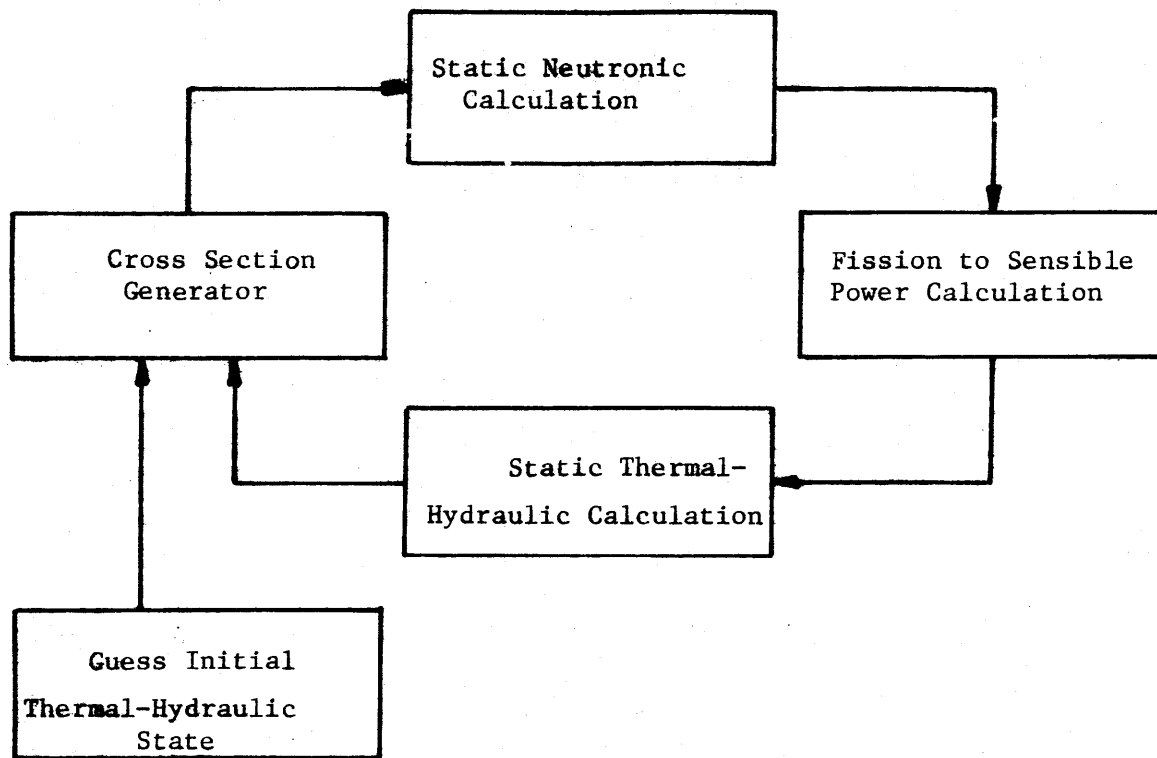 Static Neutronic
Calculation
Cross Section
Generator
Fission to Sensible
Power Calculation
Static Thermal-
Hydraulic Calculation
Guess Initial
Thermal-Hydraulic
State